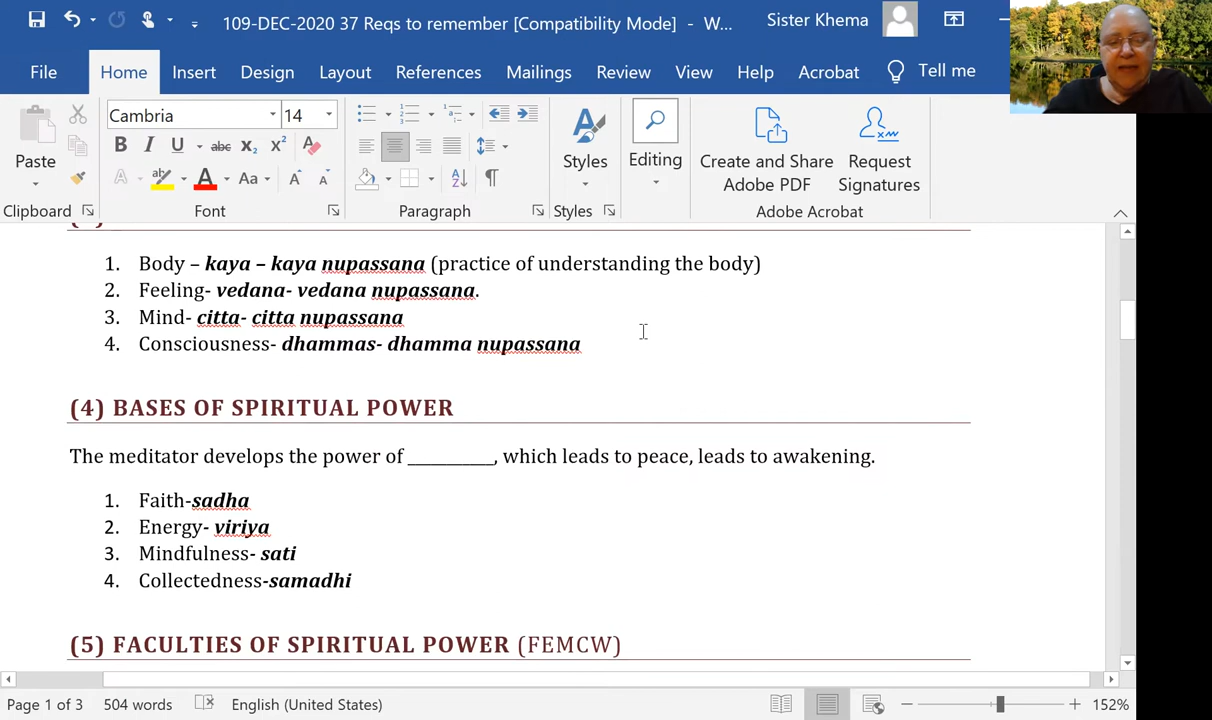 109-DEC-2020 37 Reqs to remember [Compatibility Mode] - W... Sister Khema
File Home Insert Design Layout References Mailings Review View Help Acrobat Tell me
Cambria 14
Paste Styles Editing Create and Share Adobe PDF Request Signatures
Clipboard Font Paragraph Styles Adobe Acrobat
1. Body – kaya – kaya nupassana (practice of understanding the body)
2. Feeling- vedana- vedana nupassana.
3. Mind- citta- citta nupassana
4. Consciousness- dhammas- dhamma nupassana
(4) BASES OF SPIRITUAL POWER
The meditator develops the power of __________, which leads to peace, leads to awakening.
1. Faith-sadha
2. Energy- viriya
3. Mindfulness- sati
4. Collectedness-samadhi
(5) FACULTIES OF SPIRITUAL POWER (FEMCW)
Page 1 of 3 504 words English (United States) 152%